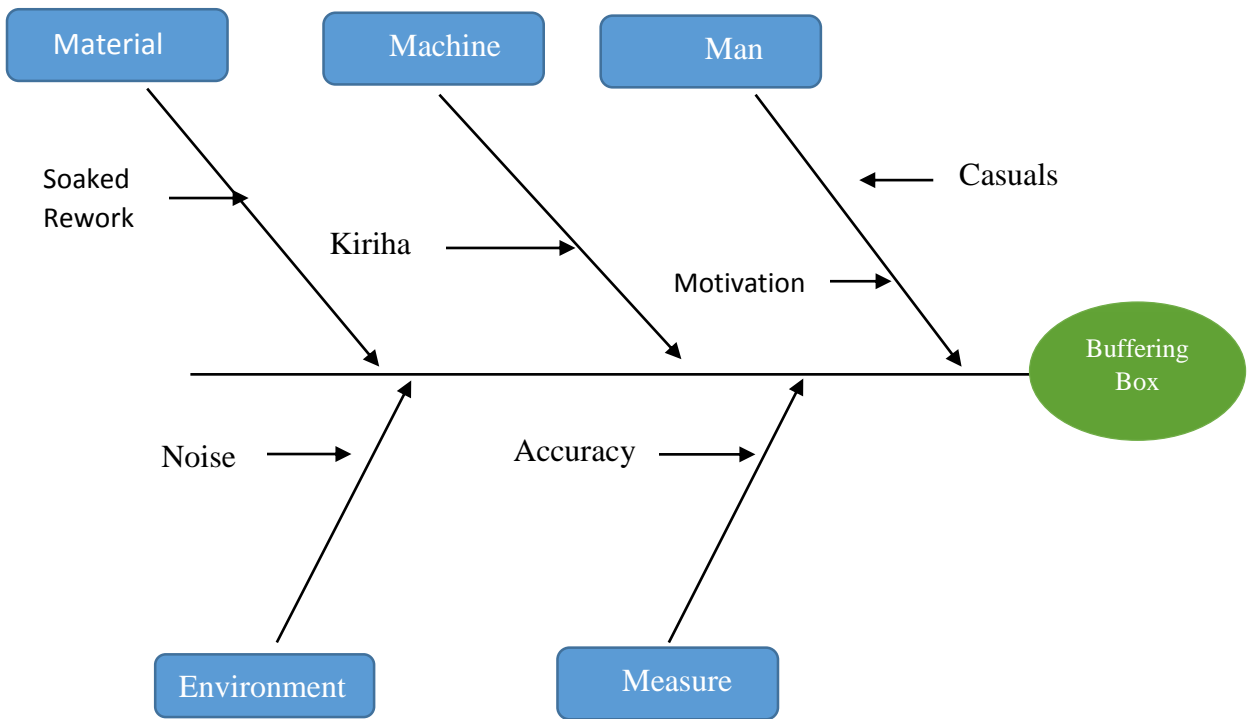 Material
Machine
Man
Soaked
Rework
Casuals
Kiriha
Motivation
Buffering
Box
Noise
Accuracy
Environment
Measure